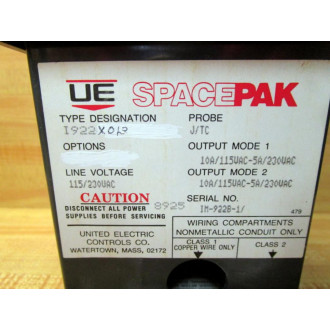 UE SPACEPAK
TYPE DESIGNATION
I922X
PROBE
J/TC
OPTIONS
OUTPUT MODE 1
10A/115VAC-5A/230VAC
LINE VOLTAGE
115/230VAC
OUTPUT MODE 2
10A/115VAC-5A/230VAC
CAUTION
DISCONNECT ALL POWER
SUPPLIES BEFORE SERVICING
8925
SERIAL NO.
IM-922B-1/
479
UNITED ELECTRIC
CONTROLS CO.
WATERTOWN, MASS, 02172
WIRING COMPARTMENTS
NONMETALLIC CONDUIT ONLY
CLASS 1
COPPER WIRE ONLY
CLASS 2